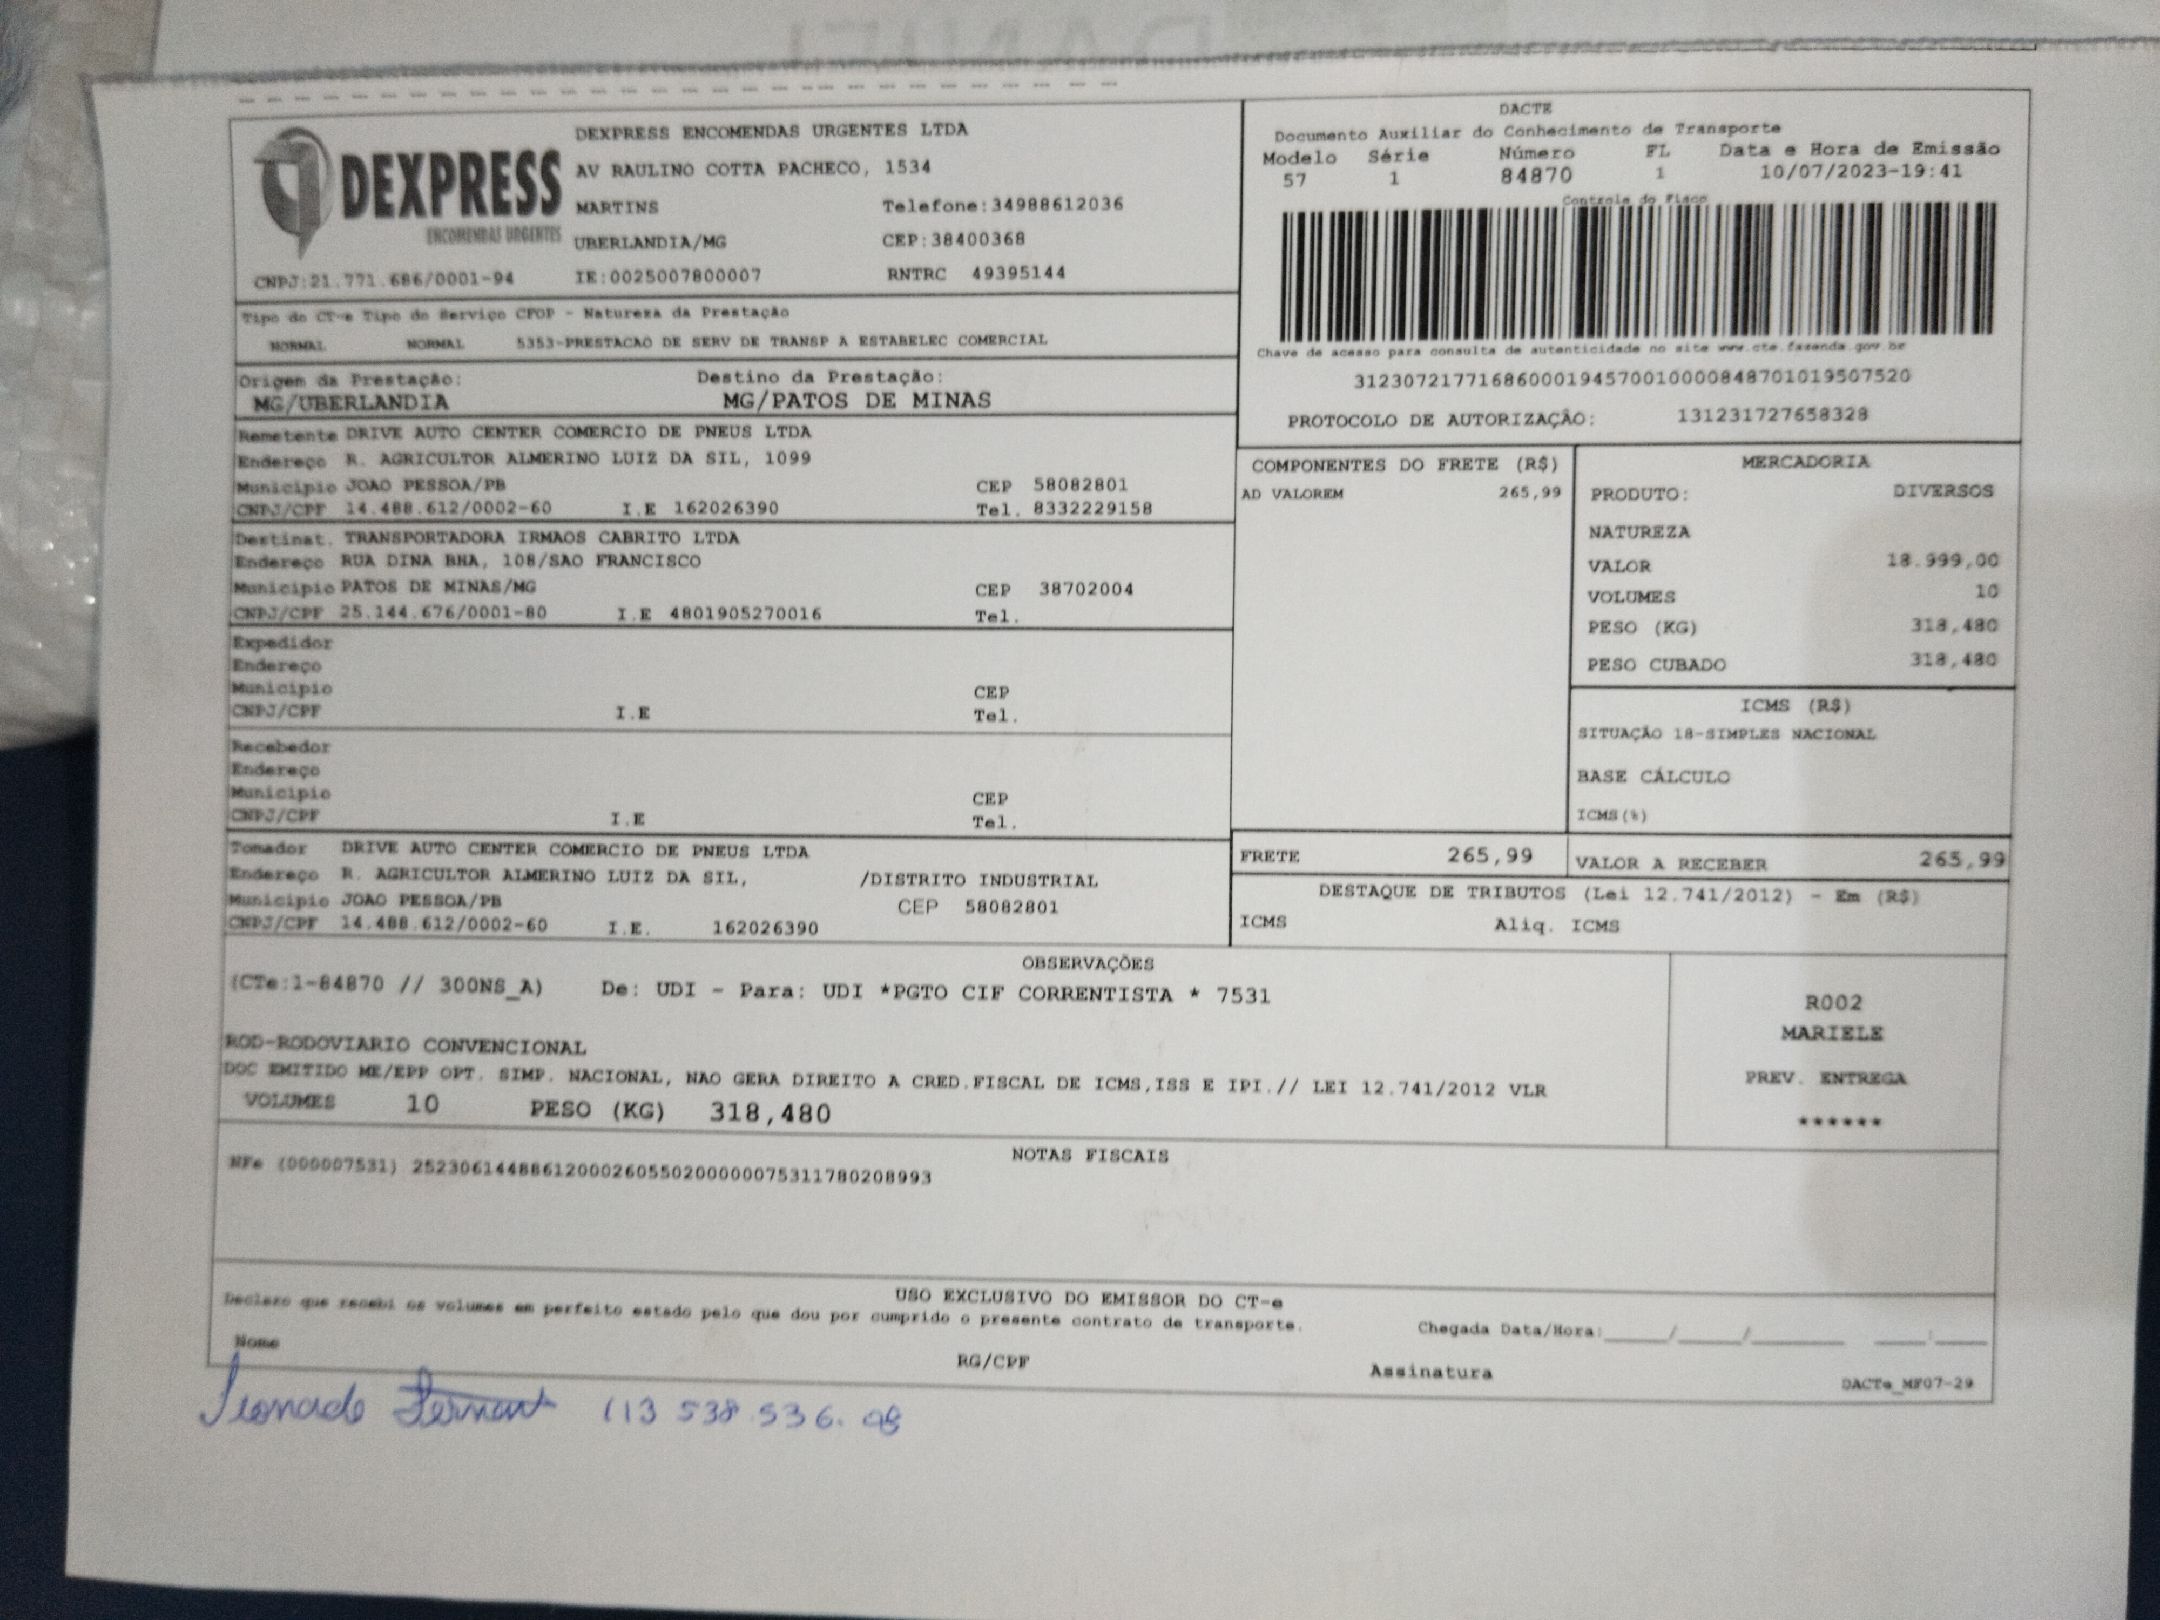 DEXPRESS
ENCOMENDAS URGENTES
DEXPRESS ENCOMENDAS URGENTES LTDA
AV RAULINO COTTA PACHECO, 1534
MARTINS Telefone:34988612036
UBERLANDIA/MG CEP:38400368
CNPJ:21.771.686/0001-94 IE:0025007800007 RNTRC 49395144
DACTE
Documento Auxiliar do Conhecimento de Transporte
Modelo Série Número FL Data e Hora de Emissão
57 1 84870 1 10/07/2023-19:41
Controle do Fisco
Chave de acesso para consulta de autenticidade no site www.cte.fazenda.gov.br
31230721771686000194570010000848701019507520
PROTOCOLO DE AUTORIZAÇÃO: 131231727658328
Tipo do CT-e Tipo do Serviço CFOP - Natureza da Prestação
NORMAL NORMAL 5353-PRESTACAO DE SERV DE TRANSP A ESTABELEC COMERCIAL
Origem da Prestação: Destino da Prestação:
MG/UBERLANDIA MG/PATOS DE MINAS
Remetente DRIVE AUTO CENTER COMERCIO DE PNEUS LTDA
Endereço R. AGRICULTOR ALMERINO LUIZ DA SIL, 1099
Municipio JOAO PESSOA/PB CEP 58082801
CNPJ/CPF 14.488.612/0002-60 I.E 162026390 Tel. 8332229158
Destinat. TRANSPORTADORA IRMAOS CABRITO LTDA
Endereço RUA DINA BHA, 108/SAO FRANCISCO
Municipio PATOS DE MINAS/MG CEP 38702004
CNPJ/CPF 25.144.676/0001-80 I.E 4801905270016 Tel.
Expedidor
Endereço
Municipio CEP
CNPJ/CPF I.E Tel.
Recebedor
Endereço
Municipio CEP
CNPJ/CPF I.E Tel.
Tomador DRIVE AUTO CENTER COMERCIO DE PNEUS LTDA
Endereço R. AGRICULTOR ALMERINO LUIZ DA SIL, /DISTRITO INDUSTRIAL
Municipio JOAO PESSOA/PB CEP 58082801
CNPJ/CPF 14.488.612/0002-60 I.E. 162026390
COMPONENTES DO FRETE (R$)
AD VALOREM 265,99
MERCADORIA
PRODUTO: DIVERSOS
NATUREZA
VALOR 18.999,00
VOLUMES 10
PESO (KG) 318,480
PESO CUBADO 318,480
ICMS (R$)
SITUAÇÃO 18-SIMPLES NACIONAL
BASE CÁLCULO
ICMS(%)
FRETE 265,99 VALOR A RECEBER 265,99
DESTAQUE DE TRIBUTOS (Lei 12.741/2012) - Em (R$)
ICMS Aliq. ICMS
OBSERVAÇÕES
(CTe:1-84870 // 300NS_A) De: UDI - Para: UDI *PGTO CIF CORRENTISTA * 7531
ROD-RODOVIARIO CONVENCIONAL
DOC EMITIDO ME/EPP OPT. SIMP. NACIONAL, NAO GERA DIREITO A CRED.FISCAL DE ICMS,ISS E IPI.// LEI 12.741/2012 VLR
VOLUMES 10 PESO (KG) 318,480
R002
MARIELE
PREV. ENTREGA
******
NOTAS FISCAIS
NFe (000007531) 25230614488612000260550200000075311780208993
USO EXCLUSIVO DO EMISSOR DO CT-e
Declaro que recebi os volumes em perfeito estado pelo que dou por cumprido o presente contrato de transporte.
Chegada Data/Hora:_____/_____/_______ ____:____
Nome RG/CPF Assinatura DACTe_MF07-29
113 538.536.